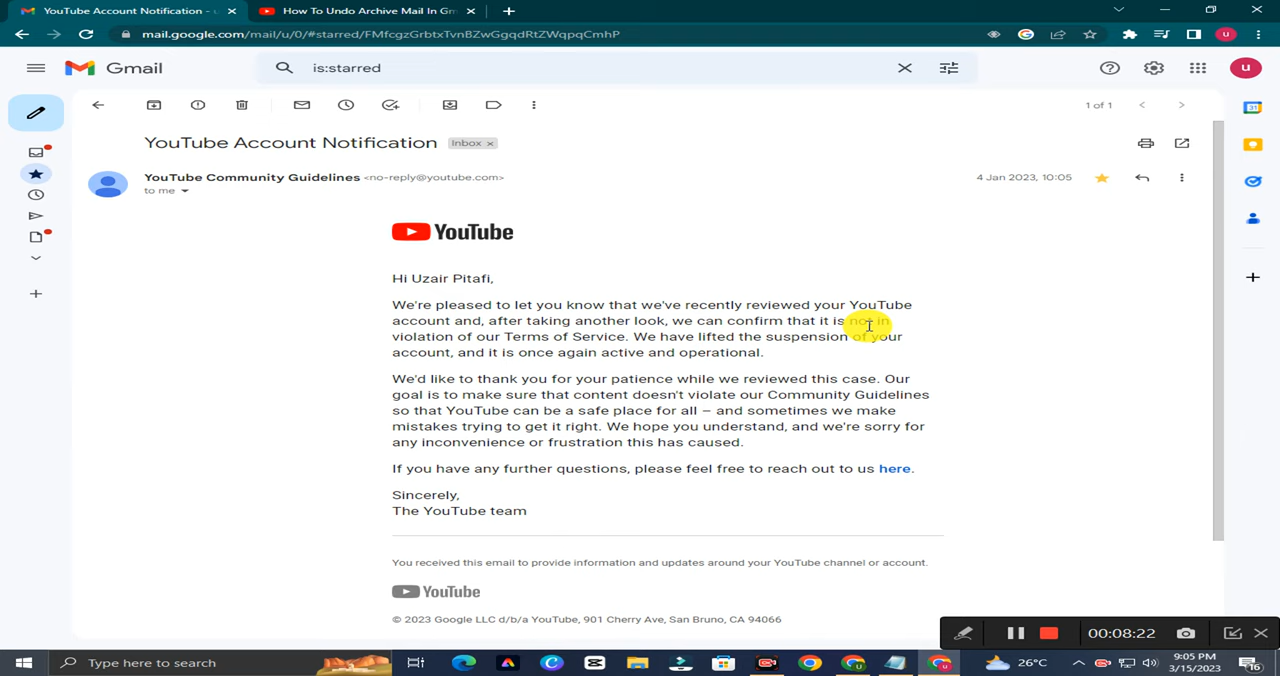 YouTube Account Notification -
How To Undo Archive Mail In Gm
mail.google.com/mail/u/0/#starred/FMfcgzGrbtxTvnBZwGgqdRtZWqpqCmhP
u
Gmail
is:starred
u
1 of 1
YouTube Account Notification
Inbox ×
YouTube Community Guidelines <no-reply@youtube.com>
4 Jan 2023, 10:05
to me
YouTube
Hi Uzair Pitafi,
We're pleased to let you know that we've recently reviewed your YouTube
account and, after taking another look, we can confirm that it is not in
violation of our Terms of Service. We have lifted the suspension of your
account, and it is once again active and operational.
We'd like to thank you for your patience while we reviewed this case. Our
goal is to make sure that content doesn't violate our Community Guidelines
so that YouTube can be a safe place for all – and sometimes we make
mistakes trying to get it right. We hope you understand, and we're sorry for
any inconvenience or frustration this has caused.
If you have any further questions, please feel free to reach out to us here.
Sincerely,
The YouTube team
You received this email to provide information and updates around your YouTube channel or account.
YouTube
© 2023 Google LLC d/b/a YouTube, 901 Cherry Ave, San Bruno, CA 94066
00:08:22
Type here to search
26°C
9:05 PM
3/15/2023
16